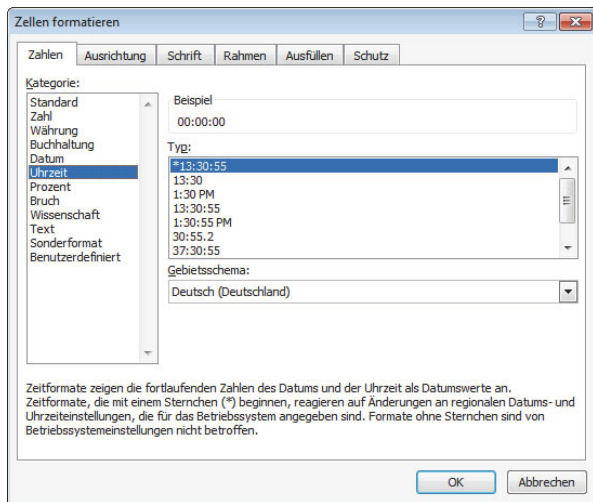 Zellen formatieren
Zahlen
Ausrichtung
Schrift
Rahmen
Ausfüllen
Schutz
Kategorie:
Standard
Zahl
Währung
Buchhaltung
Datum
Uhrzeit
Prozent
Bruch
Wissenschaft
Text
Sonderformat
Benutzerdefiniert
Beispiel
00:00:00
Typ:
*13:30:55
13:30
1:30 PM
13:30:55
1:30:55 PM
30:55.2
37:30:55
Gebietsschema:
Deutsch (Deutschland)
Zeitformate zeigen die fortlaufenden Zahlen des Datums und der Uhrzeit als Datumswerte an.
Zeitformate, die mit einem Sternchen (*) beginnen, reagieren auf Änderungen an regionalen Datums- und
Uhrzeiteinstellungen, die für das Betriebssystem angegeben sind. Formate ohne Sternchen sind von
Betriebssystemeinstellungen nicht betroffen.
OK
Abbrechen